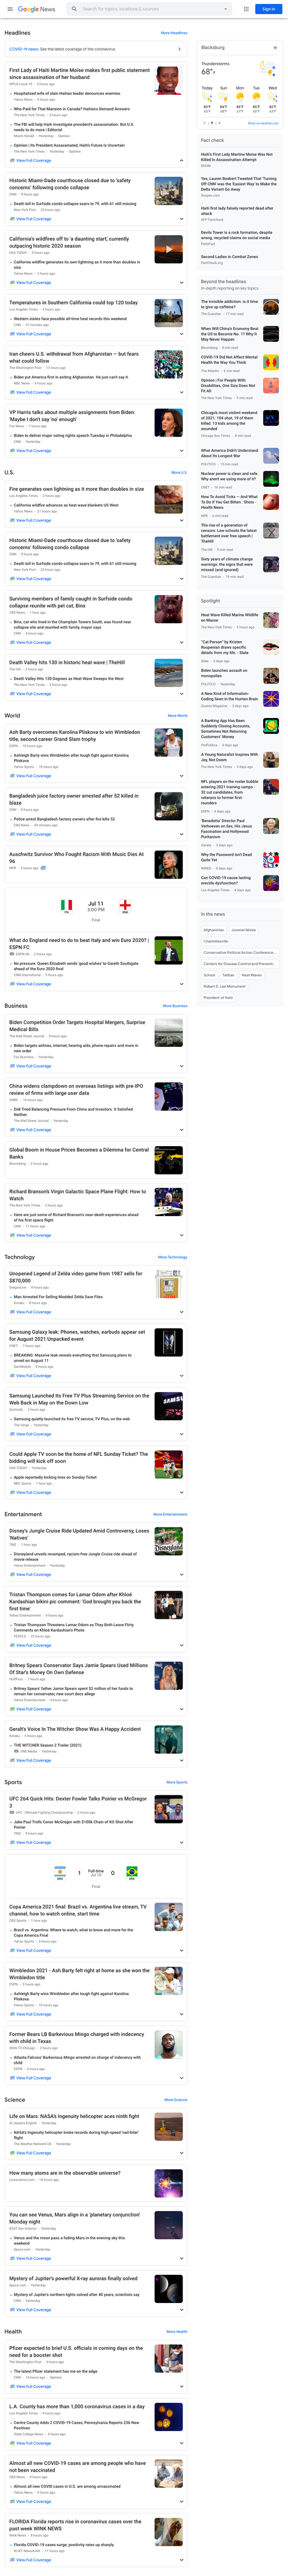 Google News
Search for topics, locations & sources
Sign in
Headlines
More Headlines
COVID-19 news: See the latest coverage of the coronavirus
First Lady of Haiti Martine Moïse makes first public statement since assassination of her husband
Hospitalized wife of slain Haitian leader denounces enemies
Who Paid for That Mansion in Canada? Haitians Demand Answers
The FBI will help Haiti investigate president's assassination. But U.S. needs to do more | Editorial
Opinion | Its President Assassinated, Haiti's Future Is Uncertain
View Full Coverage
Historic Miami-Dade courthouse closed due to 'safety concerns' following condo collapse
Death toll in Surfside condo collapse soars to 79, with 61 still missing
View Full Coverage
California's wildfires off to 'a daunting start,' currently outpacing historic 2020 season
California wildfire generates its own lightning as it more than doubles in size
View Full Coverage
Temperatures in Southern California could top 120 today
Western states face possible all-time heat records this weekend
View Full Coverage
Iran cheers U.S. withdrawal from Afghanistan — but fears what could follow
Biden put America first in exiting Afghanistan. He just can't say it.
View Full Coverage
VP Harris talks about multiple assignments from Biden: 'Maybe I don't say 'no' enough'
Biden to deliver major voting rights speech Tuesday in Philadelphia
View Full Coverage
U.S.
More U.S.
Fire generates own lightning as it more than doubles in size
California wildfire advances as heat wave blankets US West
View Full Coverage
Historic Miami-Dade courthouse closed due to 'safety concerns' following condo collapse
Death toll in Surfside condo collapse soars to 79, with 61 still missing
View Full Coverage
Surviving members of family caught in Surfside condo collapse reunite with pet cat, Binx
Binx, cat who lived in the Champlain Towers South, was found near collapse site and reunited with family, mayor says
View Full Coverage
Death Valley hits 130 in historic heat wave | TheHill
Death Valley Hits 130 Degrees as Heat Wave Sweeps the West
View Full Coverage
World
More World
Ash Barty overcomes Karolina Pliskova to win Wimbledon title, second career Grand Slam trophy
Ashleigh Barty wins Wimbledon after tough fight against Karolína Plíšková
View Full Coverage
Bangladesh juice factory owner arrested after 52 killed in blaze
Police arrest Bangladesh factory owners after fire kills 52
View Full Coverage
Auschwitz Survivor Who Fought Racism With Music Dies At 96
Jul 11
3:00 PM
ITA
ENG
Final
What do England need to do to beat Italy and win Euro 2020? | ESPN FC
No pressure: Queen Elizabeth sends 'good wishes' to Gareth Southgate ahead of the Euro 2020 final
View Full Coverage
Business
More Business
Biden Competition Order Targets Hospital Mergers, Surprise Medical Bills
Biden targets airlines, internet, hearing aids, phone repairs and more in new order
View Full Coverage
China widens clampdown on overseas listings with pre-IPO review of firms with large user data
Didi Tried Balancing Pressure From China and Investors. It Satisfied Neither.
View Full Coverage
Global Boom in House Prices Becomes a Dilemma for Central Banks
Richard Branson's Virgin Galactic Space Plane Flight: How to Watch
Here are just some of Richard Branson's near-death experiences ahead of his first space flight
View Full Coverage
Technology
More Technology
Unopened Legend of Zelda video game from 1987 sells for $870,000
Man Arrested For Selling Modded Zelda Save Files
View Full Coverage
Samsung Galaxy leak: Phones, watches, earbuds appear set for August 2021 Unpacked event
BREAKING: Massive leak reveals everything that Samsung plans to unveil on August 11
View Full Coverage
Samsung Launched Its Free TV Plus Streaming Service on the Web Back in May on the Down Low
Samsung quietly launched its free TV service, TV Plus, on the web
View Full Coverage
Could Apple TV soon be the home of NFL Sunday Ticket? The bidding will kick off soon
Apple reportedly kicking tires on Sunday Ticket
View Full Coverage
Entertainment
More Entertainment
Disney's Jungle Cruise Ride Updated Amid Controversy, Loses 'Natives'
Disneyland unveils revamped, racism-free Jungle Cruise ride ahead of movie release
View Full Coverage
Tristan Thompson comes for Lamar Odom after Khloé Kardashian bikini pic comment: 'God brought you back the first time'
Tristan Thompson Threatens Lamar Odom as They Both Leave Flirty Comments on Khloé Kardashian's Photo
View Full Coverage
Britney Spears Conservator Says Jamie Spears Used Millions Of Star's Money On Own Defense
Britney Spears' father Jamie Spears spent $2 million of her funds to remain her conservator, new court docs allege
View Full Coverage
Geralt's Voice In The Witcher Show Was A Happy Accident
THE WITCHER Season 2 Trailer (2021)
View Full Coverage
Sports
More Sports
UFC 264 Quick Hits: Dexter Fowler Talks Poirier vs McGregor 3
Jake Paul Trolls Conor McGregor with $100k Chain of KO Shot After Poirier
View Full Coverage
1
Full-time
Jul 10
0
ARG
BRA
Final
Copa America 2021 final: Brazil vs. Argentina live stream, TV channel, how to watch online, start time
Brazil vs. Argentina: Where to watch, what to know and more for the Copa America Final
View Full Coverage
Wimbledon 2021 - Ash Barty felt right at home as she won the Wimbledon title
Ashleigh Barty wins Wimbledon after tough fight against Karolína Plíšková
View Full Coverage
Former Bears LB Barkevious Mingo charged with indecency with child in Texas
Atlanta Falcons' Barkevious Mingo arrested on charge of indecency with child
View Full Coverage
Science
More Science
Life on Mars: NASA's Ingenuity helicopter aces ninth flight
NASA's Ingenuity helicopter broke records during high-speed 'nail-biter' flight
View Full Coverage
How many atoms are in the observable universe?
You can see Venus, Mars align in a 'planetary conjunction' Monday night
Venus and the moon pass a fading Mars in the evening sky this weekend
View Full Coverage
Mystery of Jupiter's powerful X-ray auroras finally solved
Mystery of Jupiter's northern lights solved after 40 years, scientists say
View Full Coverage
Health
More Health
Pfizer expected to brief U.S. officials in coming days on the need for a booster shot
The latest Pfizer statement has me on the edge
View Full Coverage
L.A. County has more than 1,000 coronavirus cases in a day
Centre County Adds 2 COVID-19 Cases; Pennsylvania Reports 236 New Positives
View Full Coverage
Almost all new COVID-19 cases are among people who have not been vaccinated
Almost all new COVID cases in U.S. are among unvaccinated
View Full Coverage
FLORIDA Florida reports rise in coronavirus cases over the past week WINK NEWS
Florida COVID-19 cases surge; positivity rates up sharply
View Full Coverage
Blacksburg
Thunderstorms
68°F
Today
Sun
Mon
Tue
Wed
More on weather.com
Fact check
Haiti's First Lady Martine Moïse Was Not Killed In Assassination Attempt
Yes, Lauren Boebert Tweeted That 'Turning Off CNN' was the 'Easiest Way' to Make the Delta Variant Go Away
Haiti first lady falsely reported dead after attack
Devils Tower is a rock formation, despite wrong, recycled claims on social media
Second Ladies in Combat Zones
Beyond the headlines
In-depth reporting on key topics
The invisible addiction: is it time to give up caffeine?
When Will China's Economy Beat the US to Become No. 1? Why It May Never Happen
COVID-19 Did Not Affect Mental Health the Way You Think
Opinion | For People With Disabilities, One Size Does Not Fit All
Chicago's most violent weekend of 2021: 104 shot, 19 of them killed. 13 kids among the wounded
What America Didn't Understand About Its Longest War
Nuclear power is clean and safe. Why aren't we using more of it?
How To Avoid Ticks — And What To Do If You Get Bitten : Shots - Health News
The rise of a generation of censors: Law schools the latest battlement over free speech | TheHill
Sixty years of climate change warnings: the signs that were missed (and ignored)
Spotlight
Heat Wave Killed Marine Wildlife en Masse
"Cat Person" by Kristen Roupenian draws specific details from my life. - Slate
Biden launches assault on monopolies
A New Kind of Information-Coding Seen in the Human Brain
A Banking App Has Been Suddenly Closing Accounts, Sometimes Not Returning Customers' Money
A Young Naturalist Inspires With Joy, Not Doom
NFL players on the roster bubble entering 2021 training camps - 32 cut candidates, from veterans to former first-rounders
'Benedetta' Director Paul Verhoeven on Sex, His Jesus Fascination and Hollywood Puritanism
Why the Password Isn't Dead Quite Yet
Can COVID-19 cause lasting erectile dysfunction?
In the news
Afghanistan
Jovenel Moïse
Charlottesville
Conservative Political Action Conference...
Centers for Disease Control and Preventi...
School
Taliban
Heat Waves
Robert E. Lee Monument
President of Haiti